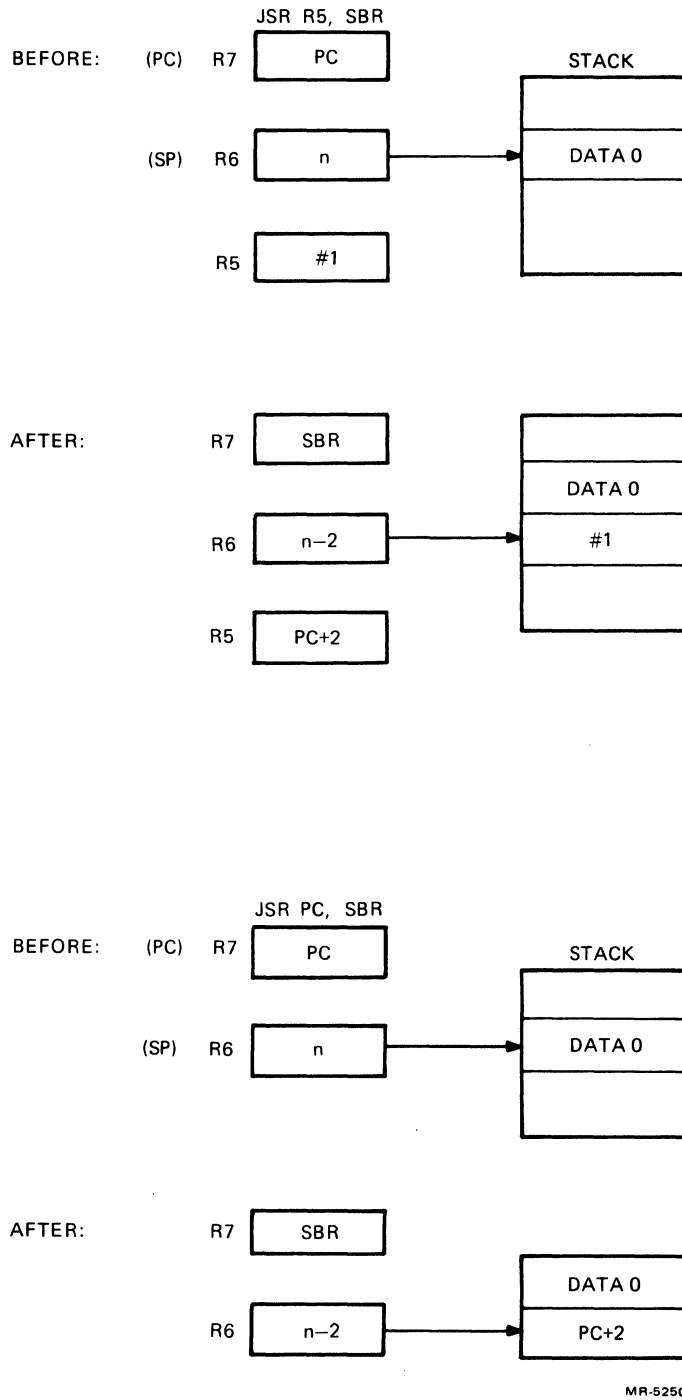 JSR R5, SBR
BEFORE: (PC) R7 PC
STACK
(SP) R6 n DATA 0
R5 #1
AFTER: R7 SBR
DATA 0
R6 n−2 #1
R5 PC+2
JSR PC, SBR
BEFORE: (PC) R7 PC
STACK
(SP) R6 n DATA 0
AFTER: R7 SBR
DATA 0
R6 n−2 PC+2
MR-5250